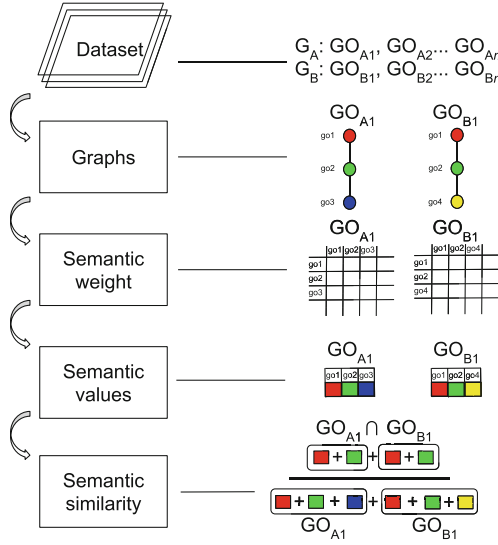 Dataset
G_A: GO_A1, GO_A2... GO_An
G_B: GO_B1, GO_B2... GO_Bn
Graphs
GO_A1 GO_B1
go1 go1
go2 go2
go3 go4
Semantic weight
GO_A1 GO_B1
go1 go2 go3 go1 go2 go4
go1 go1
go2 go2
go3 go4
Semantic values
GO_A1 GO_B1
go1 go2 go3 go1 go2 go4
Semantic similarity
GO_A1 ∩ GO_B1
+ + +
+ + + + +
GO_A1 GO_B1